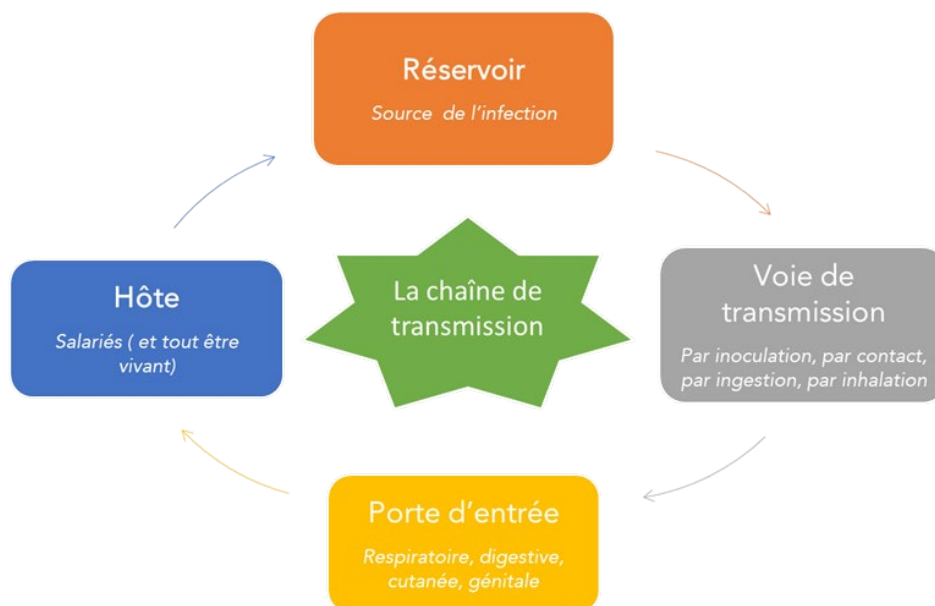 Réservoir
Source de l'infection
Hôte
Salariés ( et tout être
vivant)
La chaîne de
transmission
Voie de
transmission
Par inoculation, par contact,
par ingestion, par inhalation
Porte d'entrée
Respiratoire, digestive,
cutanée, génitale